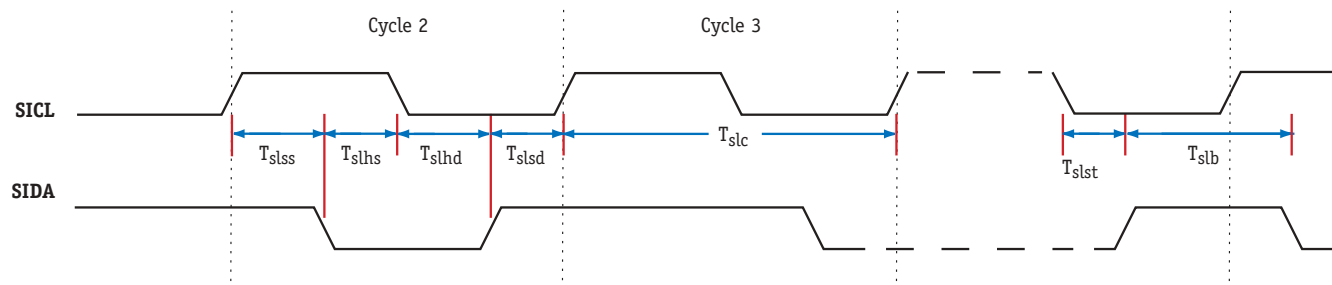 Cycle 2
Cycle 3
SICL
Tslss
Tslhs
Tslhd
Tslsd
Tslc
Tslst
Tslb
SIDA